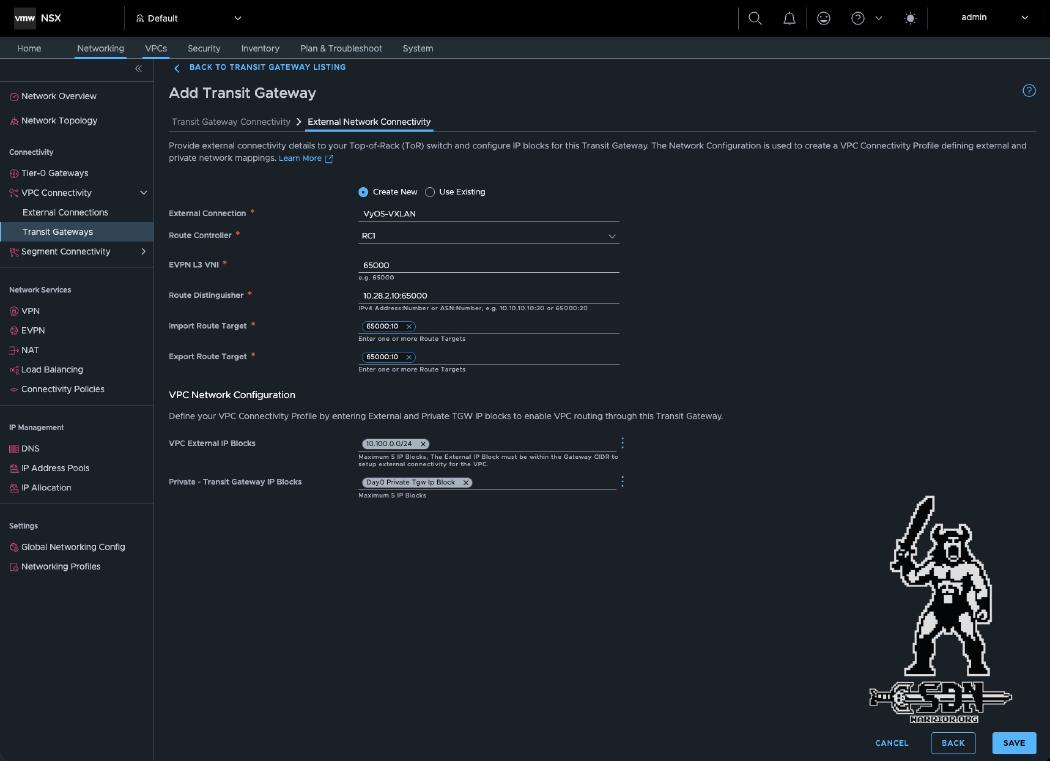 vmw NSX
Default
admin
Home Networking VPCs Security Inventory Plan & Troubleshoot System
BACK TO TRANSIT GATEWAY LISTING
Network Overview
Network Topology
Connectivity
Tier-0 Gateways
VPC Connectivity
External Connections
Transit Gateways
Segment Connectivity
Network Services
VPN
EVPN
NAT
Load Balancing
Connectivity Policies
IP Management
DNS
IP Address Pools
IP Allocation
Settings
Global Networking Config
Networking Profiles
Add Transit Gateway
Transit Gateway Connectivity > External Network Connectivity
Provide external connectivity details to your Top-of-Rack (ToR) switch and configure IP blocks for this Transit Gateway. The Network Configuration is used to create a VPC Connectivity Profile defining external and
private network mappings. Learn More
Create New Use Existing
External Connection * VyOS-VXLAN
Route Controller * RC1
EVPN L3 VNI * 65000
e.g. 65000
Route Distinguisher * 10.28.2.10:65000
IPv4 Address:Number or ASN:Number, e.g. 10.10.10.10:20 or 65000:20
Import Route Target * 65000:10 ×
Enter one or more Route Targets
Export Route Target * 65000:10 ×
Enter one or more Route Targets
VPC Network Configuration
Define your VPC Connectivity Profile by entering External and Private TGW IP blocks to enable VPC routing through this Transit Gateway.
VPC External IP Blocks 10.100.0.0/24 ×
Maximum 5 IP Blocks, The External IP Block must be within the Gateway CIDR to
setup external connectivity for the VPC.
Private - Transit Gateway IP Blocks Day0 Private Tgw Ip Block ×
Maximum 5 IP Blocks
SDN
WARRIOR.ORG
CANCEL BACK SAVE